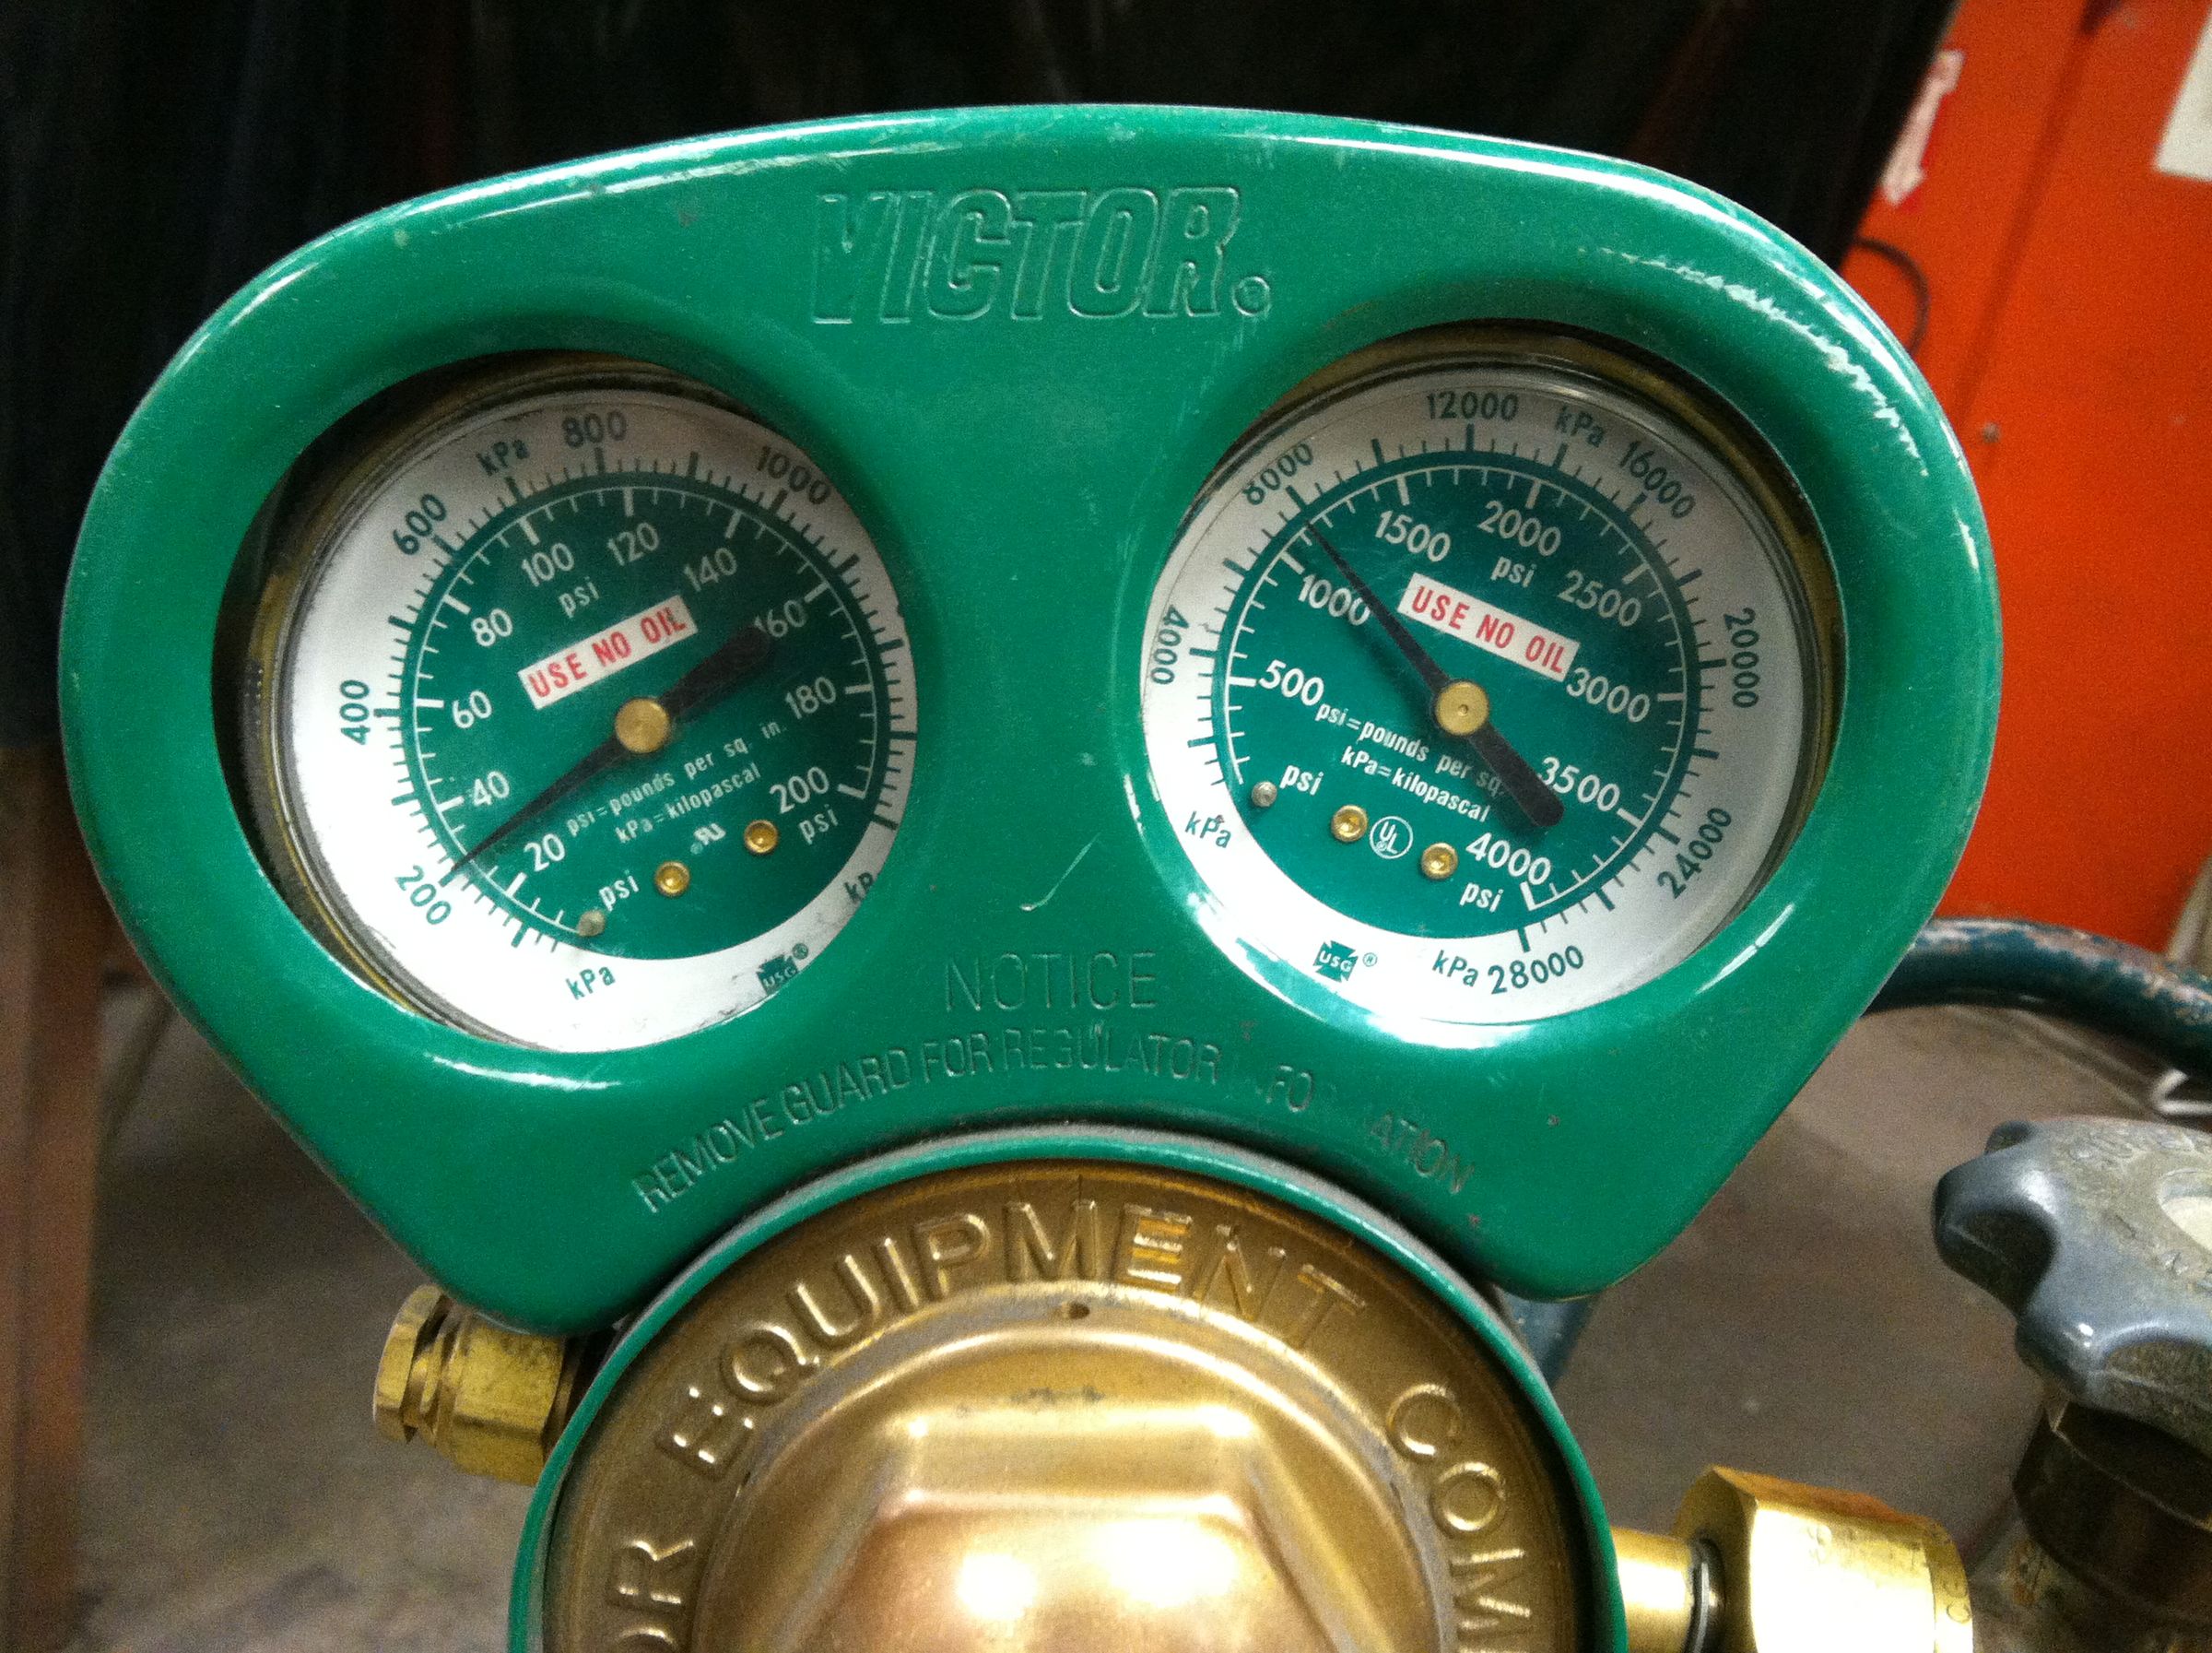 VICTOR®
kPa
200
400
600
kPa
800
1000
psi
20
40
60
80
100
120
140
160
180
200
psi
psi
USE NO OIL
psi=pounds per sq. in.
kPa=kilopascal
kPa
4000
8000
12000
kPa
16000
20000
24000
28000
kPa
psi
500
1000
1500
2000
2500
3000
3500
4000
psi
psi
USE NO OIL
psi=pounds per sq.
kPa=kilopascal
UL
USG®
USG®
NOTICE
REMOVE GUARD FOR REGULATOR
EQUIPMENT